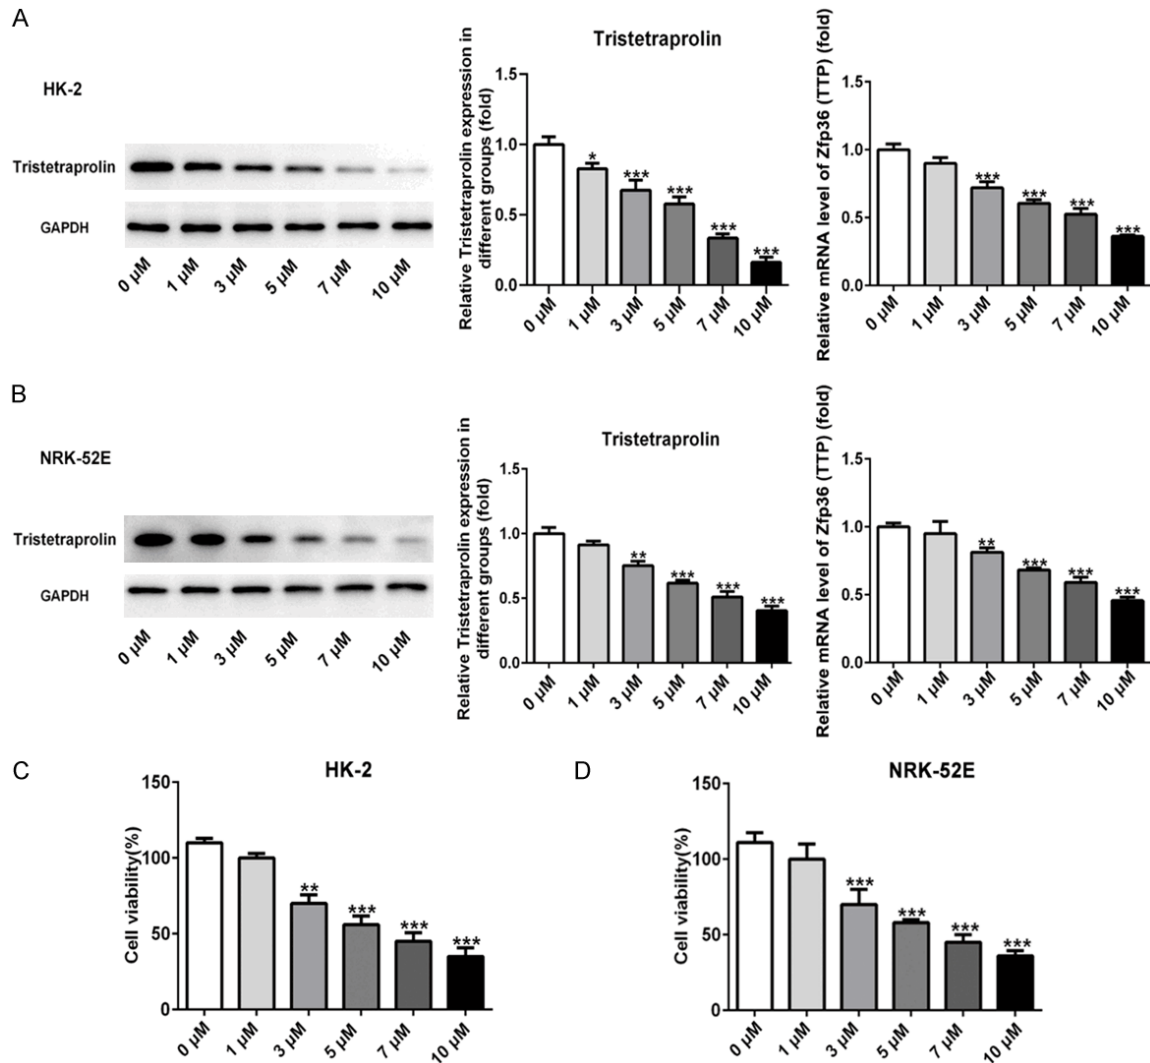 A
HK-2
Tristetraprolin
GAPDH
0 µM
1 µM
3 µM
5 µM
7 µM
10 µM
Tristetraprolin
Relative Tristetraprolin expression in
different groups (fold)
1.5
1.0
0.5
0.0
*
***
***
***
***
0 µM
1 µM
3 µM
5 µM
7 µM
10 µM
Relative mRNA level of Zfp36 (TTP) (fold)
1.5
1.0
0.5
0.0
***
***
***
***
0 µM
1 µM
3 µM
5 µM
7 µM
10 µM
B
NRK-52E
Tristetraprolin
GAPDH
0 µM
1 µM
3 µM
5 µM
7 µM
10 µM
Tristetraprolin
Relative Tristetraprolin expression in
different groups (fold)
1.5
1.0
0.5
0.0
**
***
***
***
0 µM
1 µM
3 µM
5 µM
7 µM
10 µM
Relative mRNA level of Zfp36 (TTP) (fold)
1.5
1.0
0.5
0.0
**
***
***
***
0 µM
1 µM
3 µM
5 µM
7 µM
10 µM
C
HK-2
Cell viability(%)
150
100
50
0
**
***
***
***
0 µM
1 µM
3 µM
5 µM
7 µM
10 µM
D
NRK-52E
Cell viability(%)
150
100
50
0
***
***
***
***
0 µM
1 µM
3 µM
5 µM
7 µM
10 µM